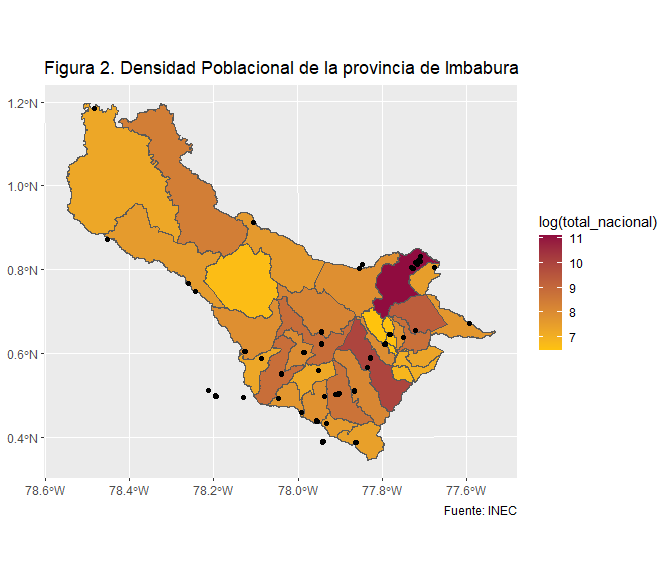 Figura 2. Densidad Poblacional de la provincia de Imbabura
1.2°N
1.0°N
0.8°N
0.6°N
0.4°N
78.6°W 78.4°W 78.2°W 78.0°W 77.8°W 77.6°W
log(total_nacional)
11
10
9
8
7
Fuente: INEC